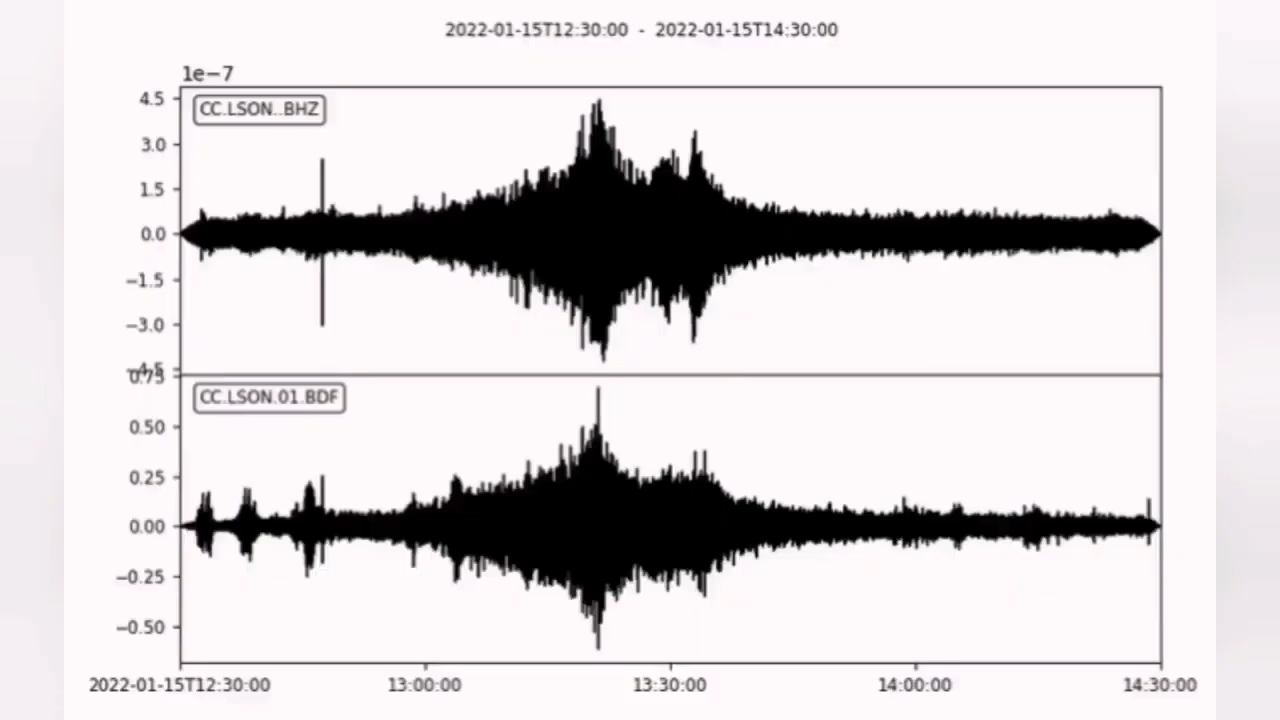 2022-01-15T12:30:00 - 2022-01-15T14:30:00
1e−7
4.5
CC.LSON..BHZ
3.0
1.5
0.0
−1.5
−3.0
−4.5
0.75
CC.LSON.01.BDF
0.50
0.25
0.00
−0.25
−0.50
2022-01-15T12:30:00 13:00:00 13:30:00 14:00:00 14:30:00